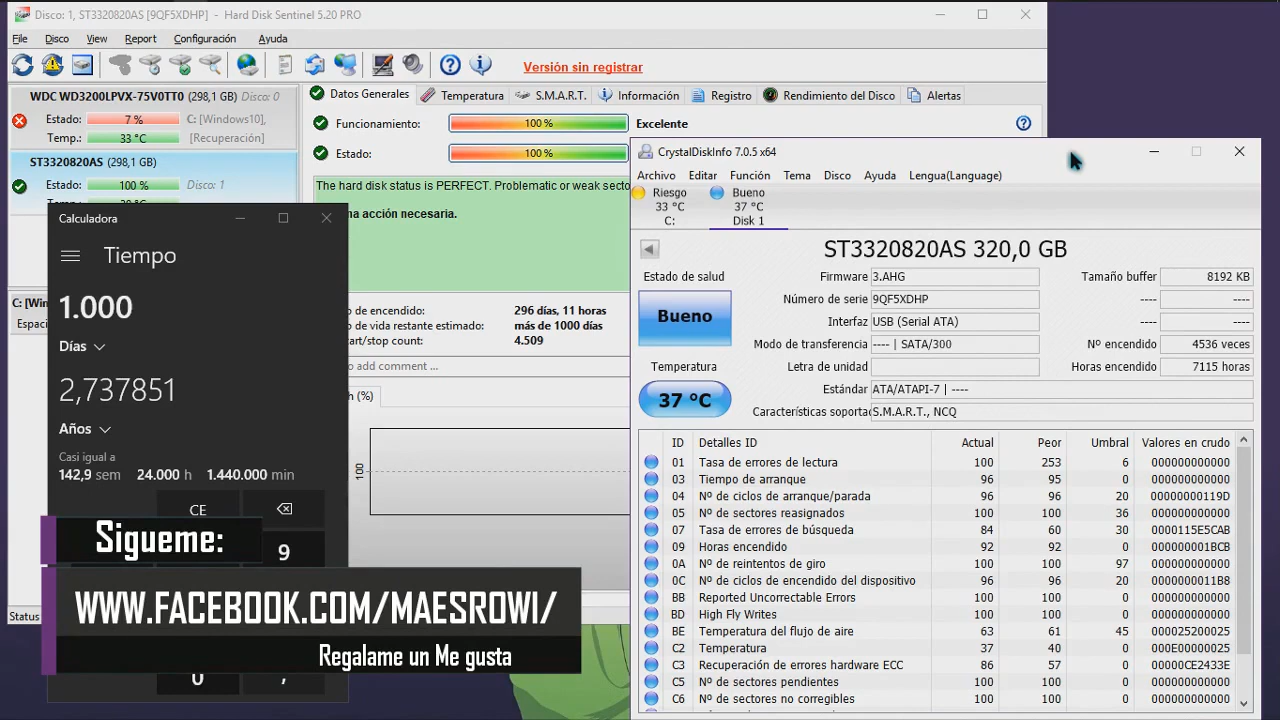 Disco: 1, ST3320820AS [9QF5XDHP] - Hard Disk Sentinel 5.20 PRO
File Disco View Report Configuración Ayuda
Versión sin registrar
WDC WD3200LPVX-75V0TT0 (298,1 GB) Disco: 0
Estado: 7 % C: [Windows10],
Temp.: 33 °C [Recuperación]
ST3320820AS (298,1 GB)
Estado: 100 % Disco: 1
Datos Generales Temperatura S.M.A.R.T. Información Registro Rendimiento del Disco Alertas
Funcionamiento: 100 % Excelente
Estado: 100 %
The hard disk status is PERFECT. Problematic or weak secto
na acción necesaria.
o de encendido: 296 días, 11 horas
o de vida restante estimado: más de 1000 días
art/stop count: 4.509
o add comment ...
h (%)
100
C: [Win
Espaci
Status
Calculadora
Tiempo
1.000
Días
2,737851
Años
Casi igual a
142,9 sem 24.000 h 1.440.000 min
CE
9
0 ,
Sigueme:
WWW.FACEBOOK.COM/MAESROWI/
Regalame un Me gusta
CrystalDiskInfo 7.0.5 x64
Archivo Editar Función Tema Disco Ayuda Lengua(Language)
Riesgo Bueno
33 °C 37 °C
C: Disk 1
ST3320820AS 320,0 GB
Estado de salud
Bueno
Temperatura
37 °C
Firmware 3.AHG Tamaño buffer 8192 KB
Número de serie 9QF5XDHP ---- ----
Interfaz USB (Serial ATA) ---- ----
Modo de transferencia ---- | SATA/300 Nº encendido 4536 veces
Letra de unidad Horas encendido 7115 horas
Estándar ATA/ATAPI-7 | ----
Características soporta S.M.A.R.T., NCQ
ID Detalles ID Actual Peor Umbral Valores en crudo
01 Tasa de errores de lectura 100 253 6 000000000000
03 Tiempo de arranque 96 95 0 000000000000
04 Nº de ciclos de arranque/parada 96 96 20 00000000119D
05 Nº de sectores reasignados 100 100 36 000000000000
07 Tasa de errores de búsqueda 84 60 30 0000115E5CAB
09 Horas encendido 92 92 0 000000001BCB
0A Nº de reintentos de giro 100 100 97 000000000000
0C Nº de ciclos de encendido del dispositivo 96 96 20 0000000011B8
BB Reported Uncorrectable Errors 100 100 0 000000000000
BD High Fly Writes 100 100 0 000000000000
BE Temperatura del flujo de aire 63 61 45 000025200025
C2 Temperatura 37 40 0 000E00000025
C3 Recuperación de errores hardware ECC 86 57 0 00000CE2433E
C5 Nº de sectores pendientes 100 100 0 000000000000
C6 Nº de sectores no corregibles 100 100 0 000000000000